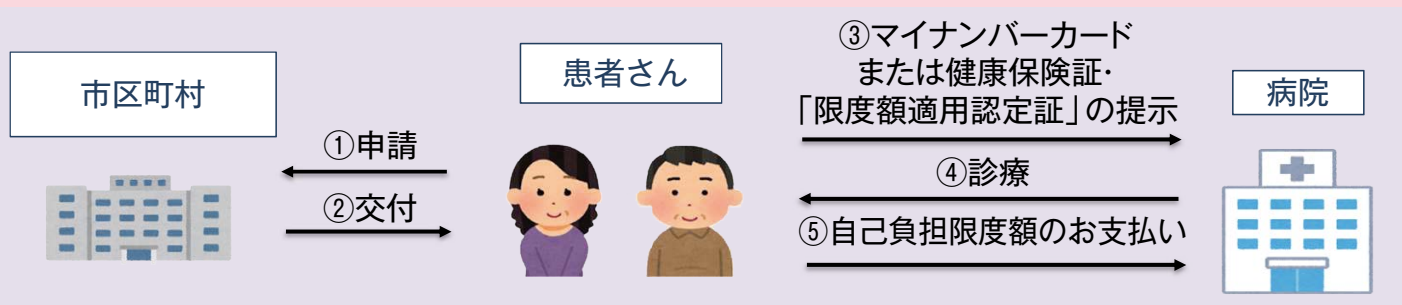 市区町村
①申請
②交付
患者さん
③マイナンバーカード
または健康保険証・
「限度額適用認定証」の提示
④診療
⑤自己負担限度額のお支払い
病院